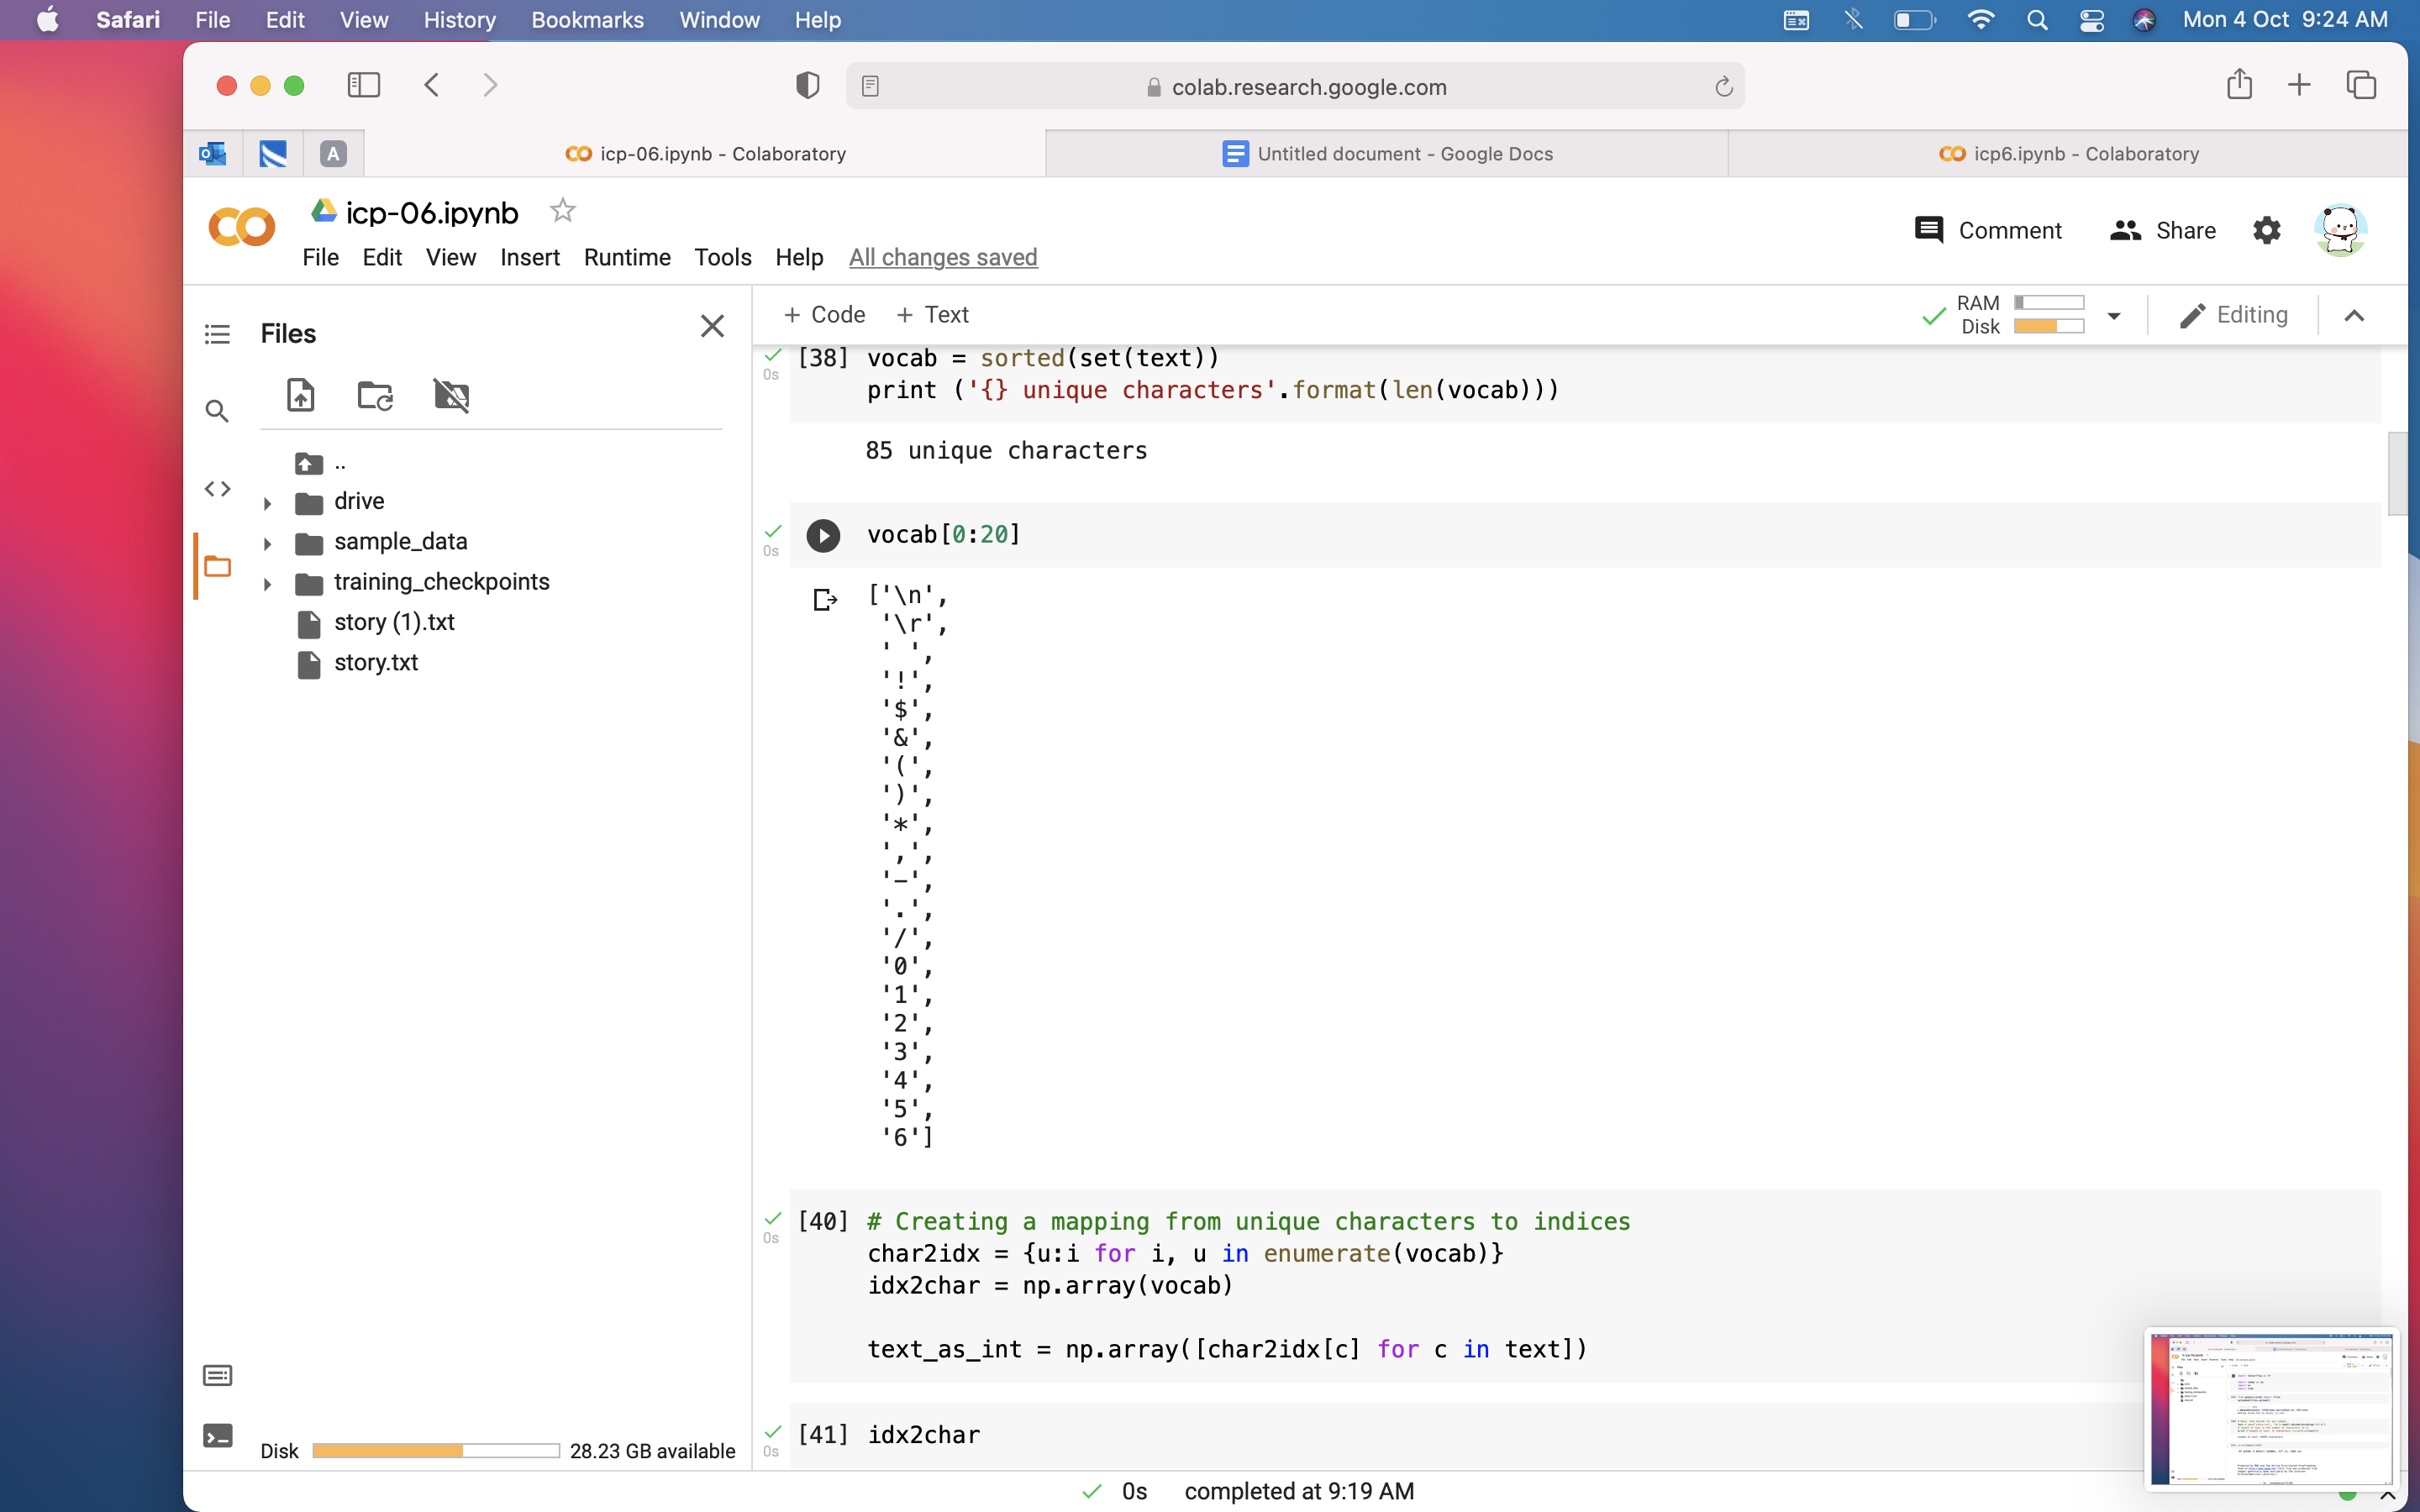 Safari File Edit View History Bookmarks Window Help Mon 4 Oct 9:24 AM
colab.research.google.com
A icp-06.ipynb - Colaboratory Untitled document - Google Docs icp6.ipynb - Colaboratory
icp-06.ipynb
Comment Share
File Edit View Insert Runtime Tools Help All changes saved
Files
+ Code + Text
RAM
Disk
Editing
..
drive
sample_data
training_checkpoints
story (1).txt
story.txt
Disk 28.23 GB available
0s
[38] vocab = sorted(set(text))
print ('{} unique characters'.format(len(vocab)))
85 unique characters
0s
vocab[0:20]
['\n',
'\r',
' ',
'!',
'$',
'&',
'(',
')',
'*',
',',
'-',
'.',
'/',
'0',
'1',
'2',
'3',
'4',
'5',
'6']
0s
[40] # Creating a mapping from unique characters to indices
char2idx = {u:i for i, u in enumerate(vocab)}
idx2char = np.array(vocab)
text_as_int = np.array([char2idx[c] for c in text])
0s
[41] idx2char
0s completed at 9:19 AM